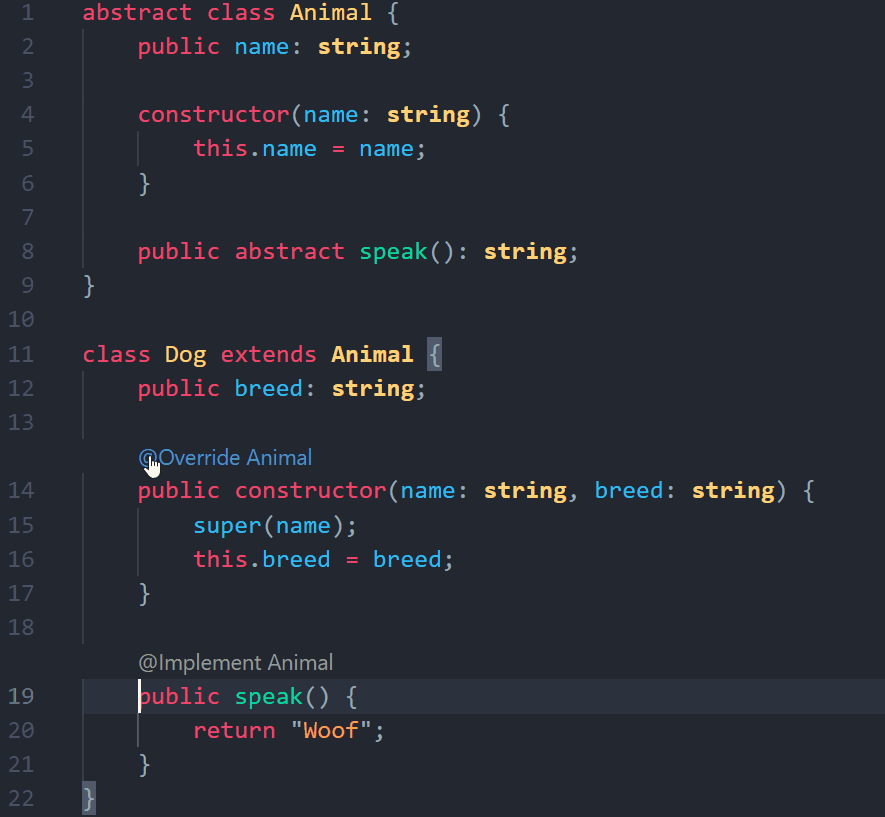 1 abstract class Animal {
2 public name: string;
3
4 constructor(name: string) {
5 this.name = name;
6 }
7
8 public abstract speak(): string;
9 }
10
11 class Dog extends Animal {
12 public breed: string;
13
@Override Animal
14 public constructor(name: string, breed: string) {
15 super(name);
16 this.breed = breed;
17 }
18
@Implement Animal
19 public speak() {
20 return "Woof";
21 }
22 }